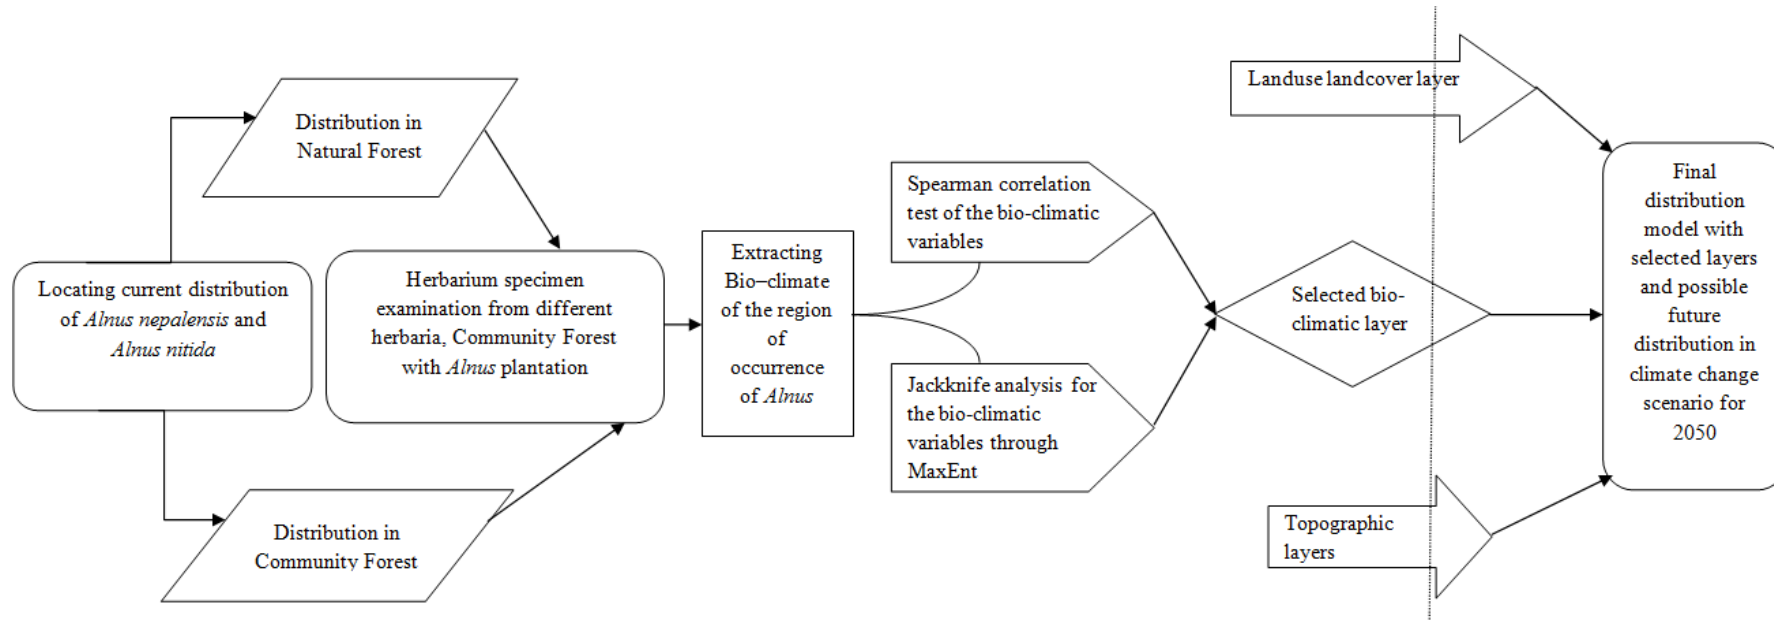 Locating current distribution
of Alnus nepalensis and
Alnus nitida
Distribution in
Natural Forest
Distribution in
Community Forest
Herbarium specimen
examination from different
herbaria, Community Forest
with Alnus plantation
Extracting
Bio–climate
of the region
of
occurrence
of Alnus
Spearman correlation
test of the bio-climatic
variables
Jackknife analysis for
the bio-climatic
variables through
MaxEnt
Selected bio-
climatic layer
Landuse landcover layer
Topographic
layers
Final
distribution
model with
selected layers
and possible
future
distribution in
climate change
scenario for
2050